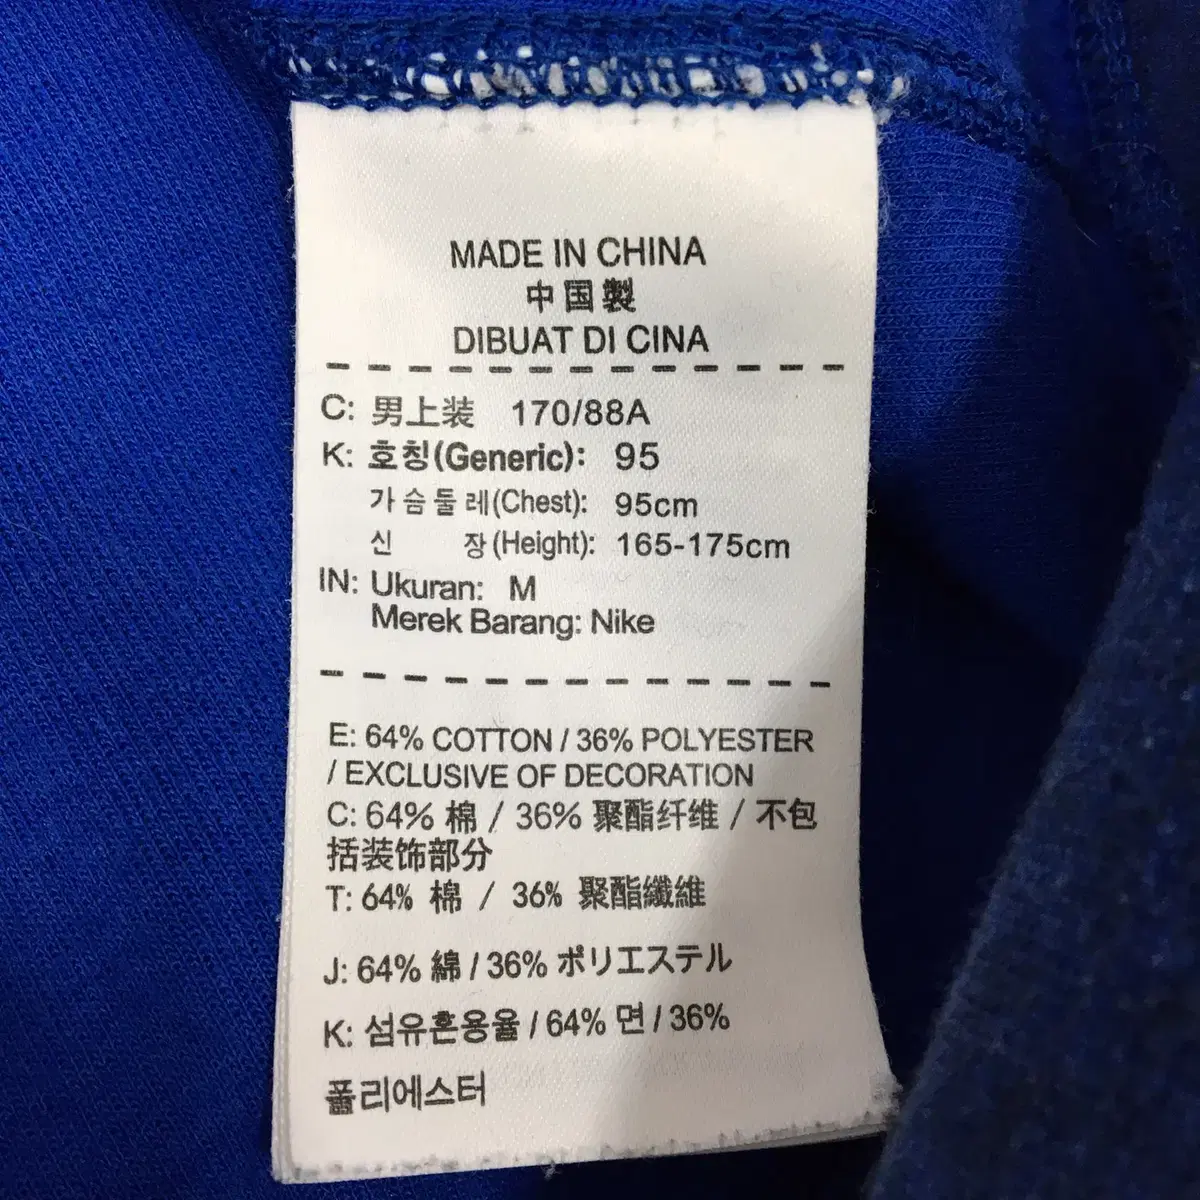 MADE IN CHINA
中国製
DIBUAT DI CINA
C: 男上装 170/88A
K: 호칭(Generic): 95
가슴둘레(Chest): 95cm
신 장(Height): 165-175cm
IN: Ukuran: M
Merek Barang: Nike
E: 64% COTTON / 36% POLYESTER
/ EXCLUSIVE OF DECORATION
C: 64% 棉 / 36% 聚酯纤维 / 不包
括装饰部分
T: 64% 棉 / 36% 聚酯纖維
J: 64% 綿 / 36% ポリエステル
K: 섬유혼용율 / 64% 면 / 36%
폴리에스터